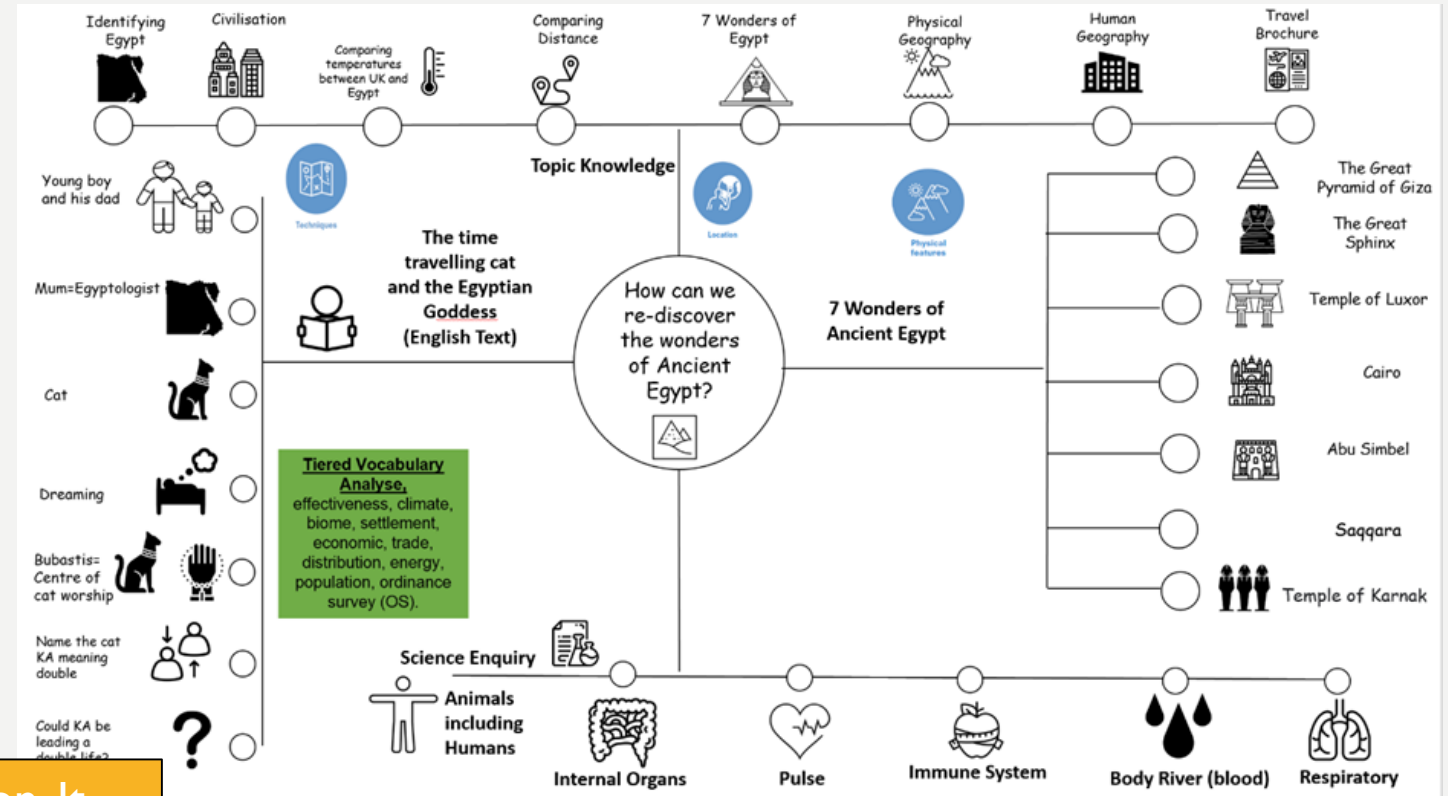 Identifying
Egypt
Civilisation
Comparing
temperatures
between UK and
Egypt
Comparing
Distance
7 Wonders of
Egypt
Physical
Geography
Human
Geography
Travel
Brochure
Topic Knowledge
Techniques
Location
Physical
features
Young boy
and his dad
Mum=Egyptologist
Cat
Dreaming
Bubastis=
Centre of
cat worship
Name the cat
KA meaning
double
Could KA be
leading a
double life?
The time
travelling cat
and the Egyptian
Goddess
(English Text)
Tiered Vocabulary
Analyse,
effectiveness, climate,
biome, settlement,
economic, trade,
distribution, energy,
population, ordinance
survey (OS).
How can we
re-discover
the wonders
of Ancient
Egypt?
7 Wonders of
Ancient Egypt
The Great
Pyramid of Giza
The Great
Sphinx
Temple of Luxor
Cairo
Abu Simbel
Saqqara
Temple of Karnak
Science Enquiry
Animals
including
Humans
Internal Organs
Pulse
Immune System
Body River (blood)
Respiratory